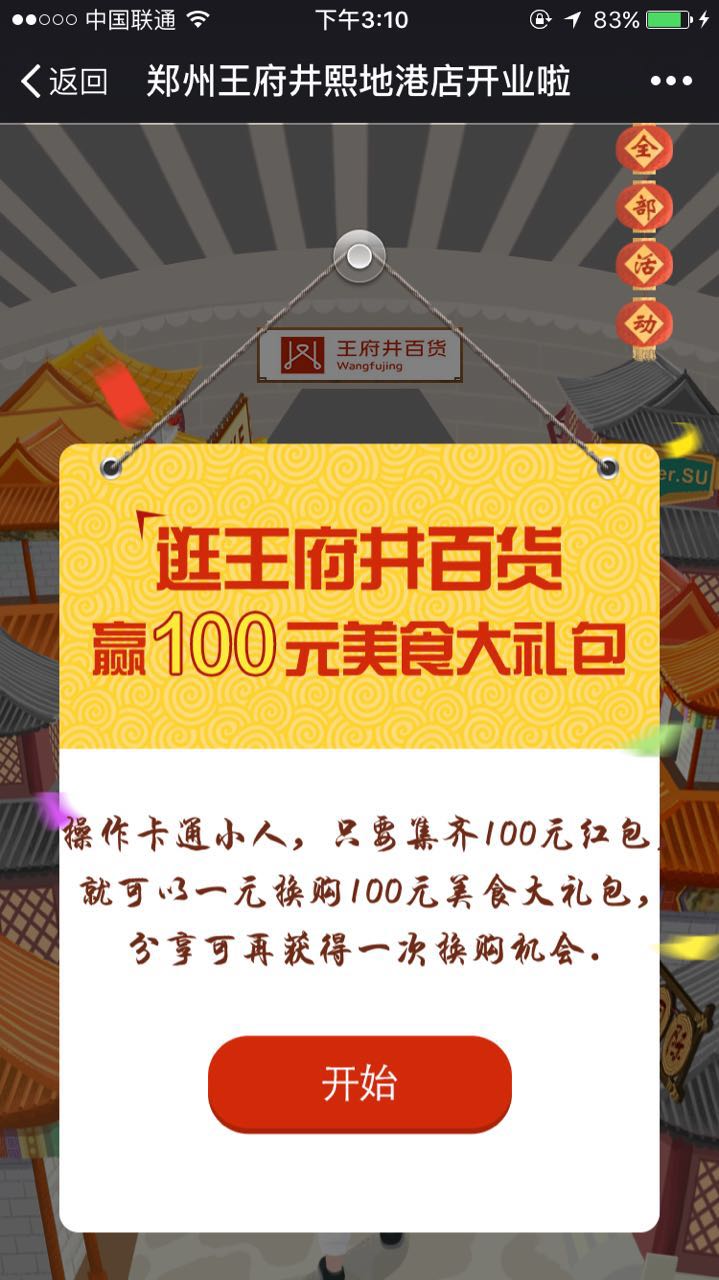 中国联通
下午3:10
83%
返回
郑州王府井熙地港店开业啦
全部活动
王府井百货
Wangfujing
er.SU
逛王府井百货
赢100元美食大礼包
操作卡通小人，只要集齐100元红包，
就可以一元换购100元美食大礼包，
分享可再获得一次换购机会.
开始